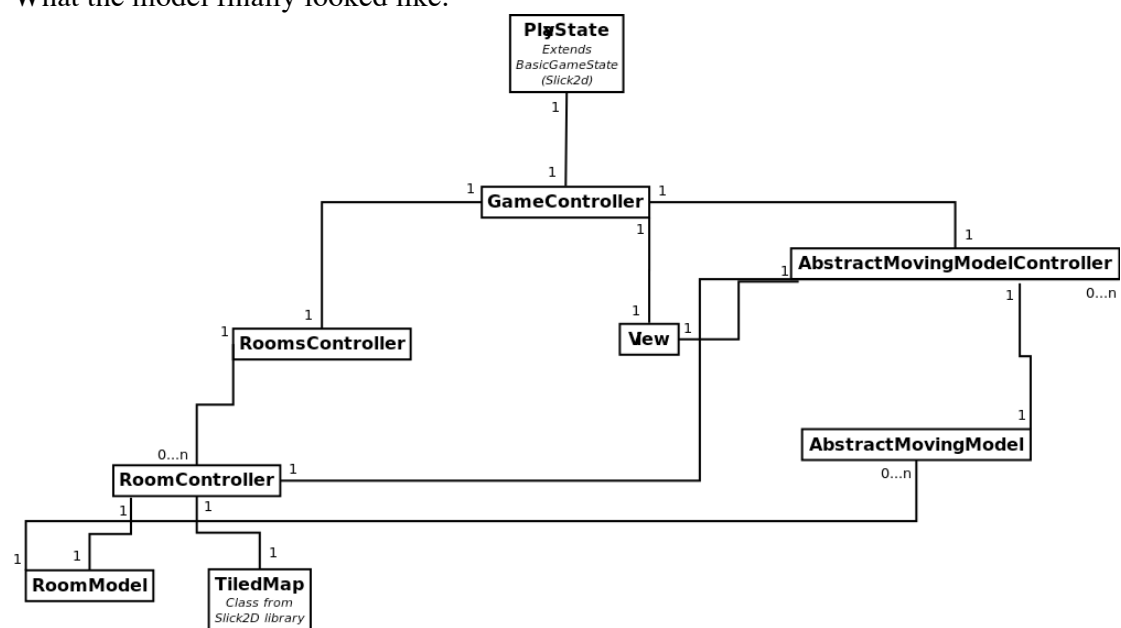 What the model finally looked like:
PlayState
Extends
BasicGameState
(Slick2d)
1
1
1
GameController
1
1
1
AbstractMovingModelController
1
0...n
1
1
1
1
RoomsController
1
View
1
1
AbstractMovingModel
0...n
0...n
RoomController
1
1
1
1
1
1
RoomModel
TiledMap
Class from
Slick2D library